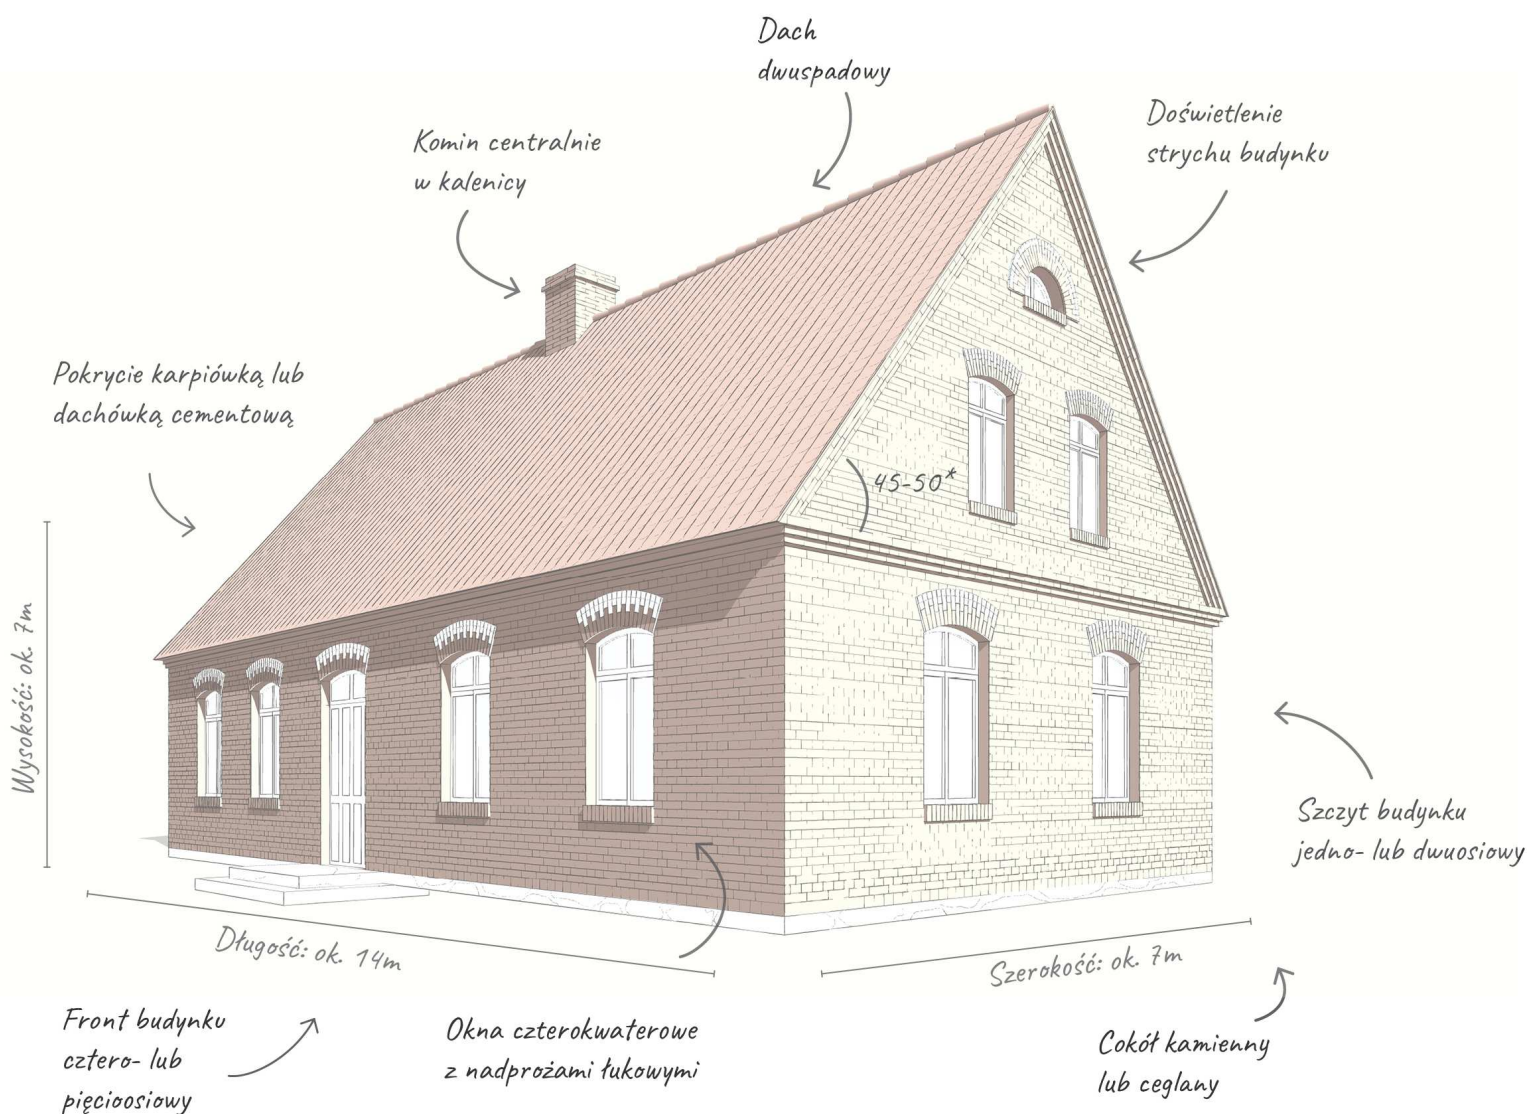 Dach
dwuspadowy
Komin centralnie
w kalenicy
Doświetlenie
strychu budynku
Pokrycie karpiówką lub
dachówką cementową
45-50*
Wysokość: ok. 7m
Szczyt budynku
jedno- lub dwuosiowy
Długość: ok. 14m
Szerokość: ok. 7m
Front budynku
cztero- lub
pięcioosiowy
Okna czterokwaterowe
z nadprożami łukowymi
Cokół kamienny
lub ceglany